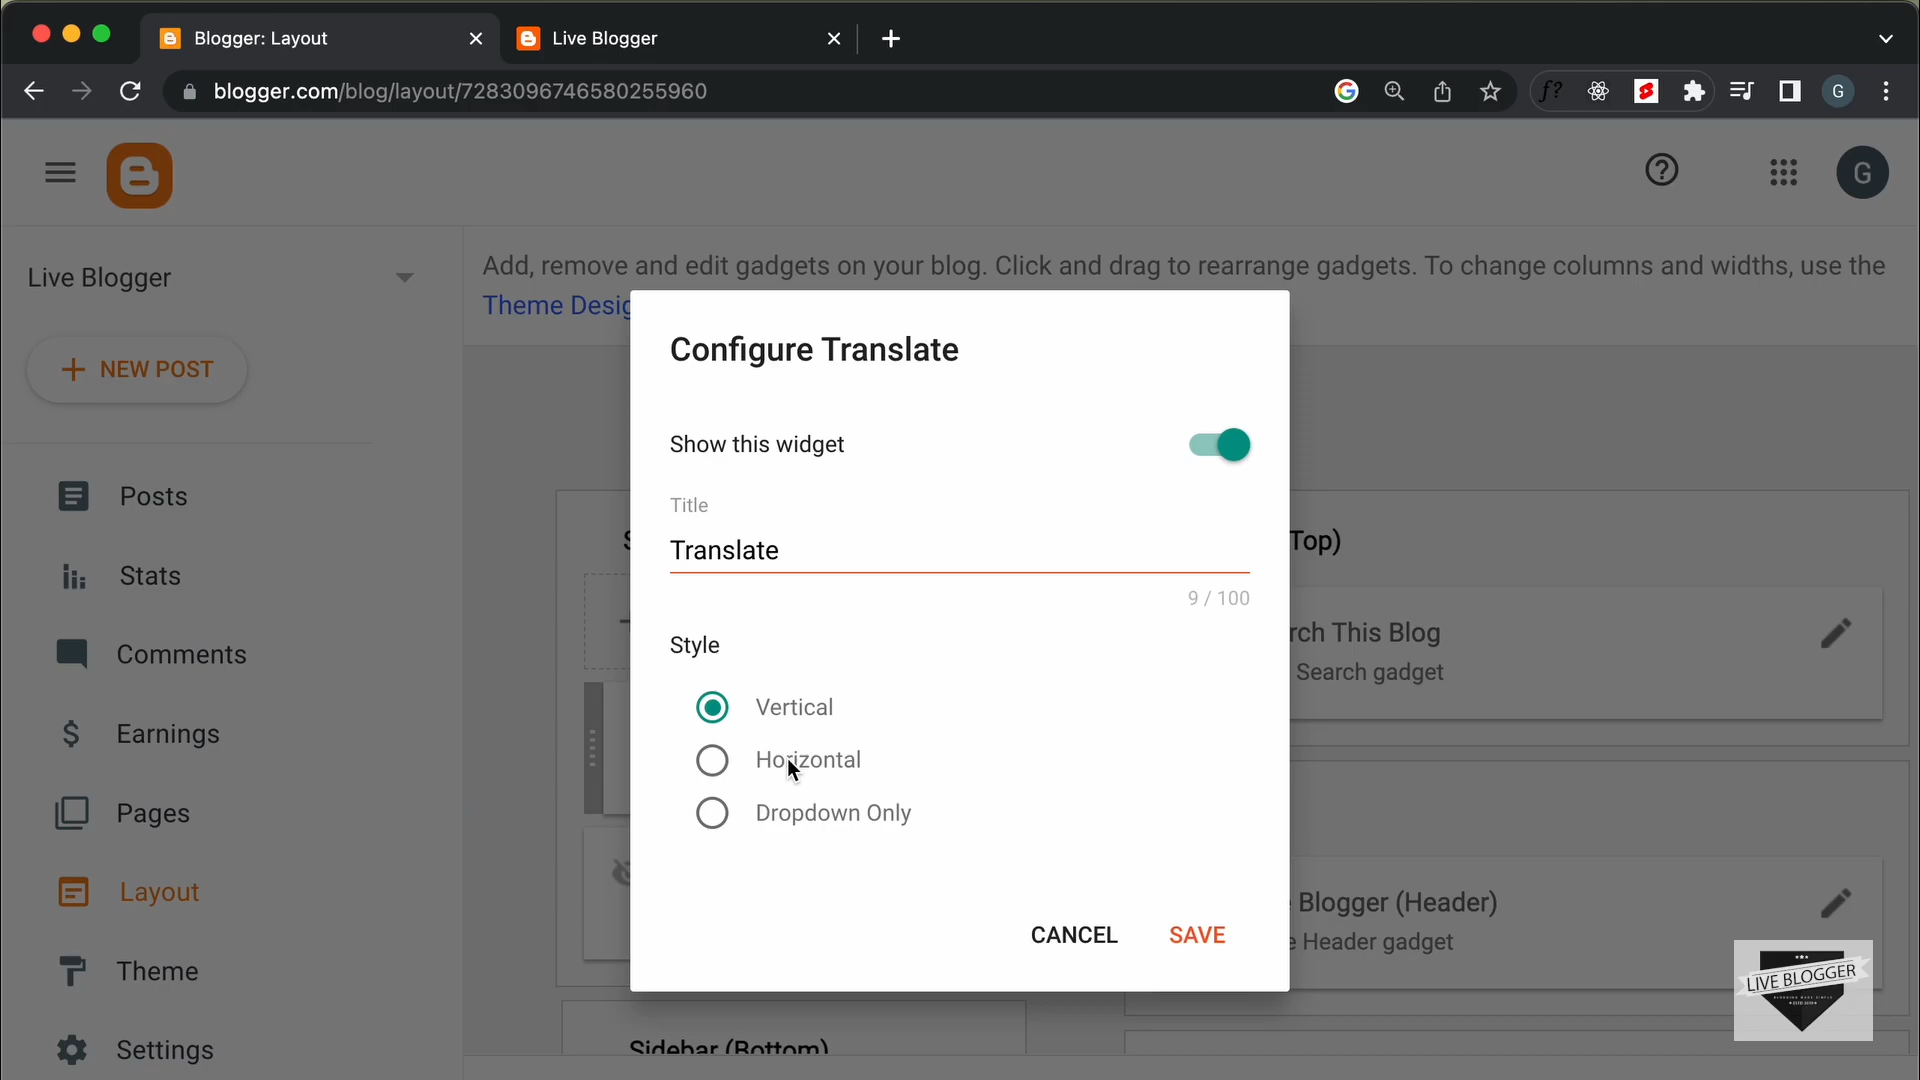 Blogger: Layout
Live Blogger
blogger.com/blog/layout/7283096746580255960
f?
G
G
Live Blogger
NEW POST
Posts
Stats
Comments
Earnings
Pages
Layout
Theme
Settings
Add, remove and edit gadgets on your blog. Click and drag to rearrange gadgets. To change columns and widths, use the
Theme Desig
Configure Translate
Show this widget
Title
Translate
9 / 100
Style
Vertical
Horizontal
Dropdown Only
CANCEL
SAVE
Top)
rch This Blog
Search gadget
Blogger (Header)
e Header gadget
Sidebar (Bottom)
LIVE BLOGGER